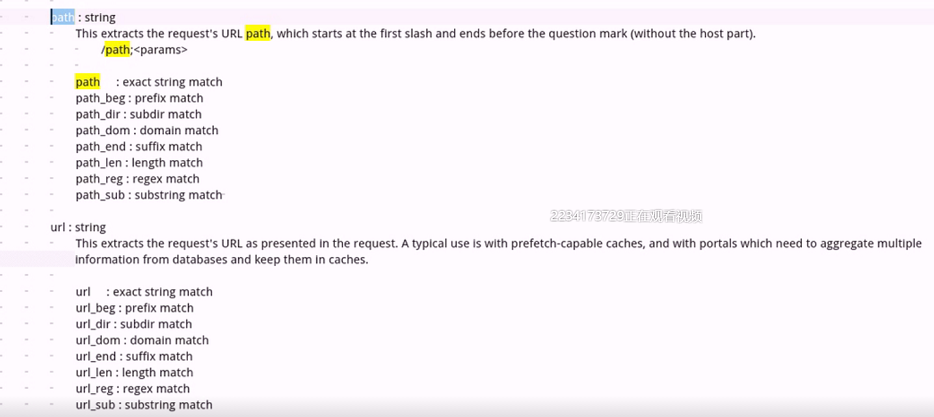 path : string
This extracts the request's URL path, which starts at the first slash and ends before the question mark (without the host part).
/path;<params>
path : exact string match
path_beg : prefix match
path_dir : subdir match
path_dom : domain match
path_end : suffix match
path_len : length match
path_reg : regex match
path_sub : substring match
2234173729正在观看视频
url : string
This extracts the request's URL as presented in the request. A typical use is with prefetch-capable caches, and with portals which need to aggregate multiple
information from databases and keep them in caches.
url : exact string match
url_beg : prefix match
url_dir : subdir match
url_dom : domain match
url_end : suffix match
url_len : length match
url_reg : regex match
url_sub : substring match